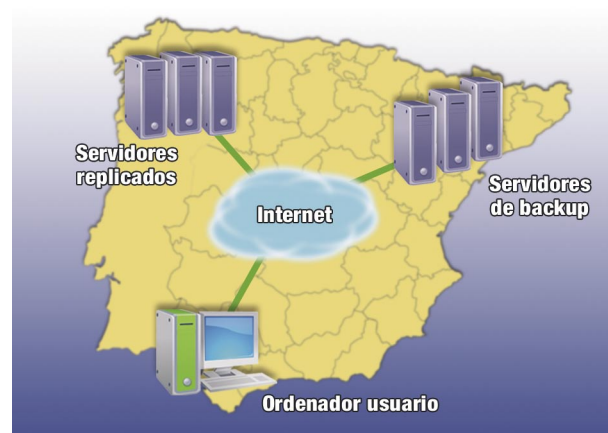 Servidores
replicados
Servidores
de backup
Internet
Ordenador usuario